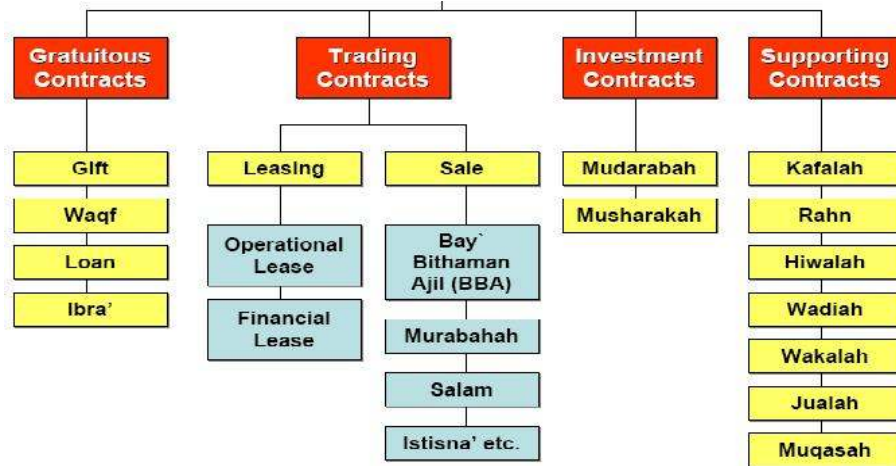 Gratuitous
Contracts
Trading
Contracts
Investment
Contracts
Supporting
Contracts
Gift
Waqf
Loan
Ibra’
Leasing
Operational
Lease
Financial
Lease
Sale
Bay`
Bithaman
Ajil (BBA)
Murabahah
Salam
Istisna’ etc.
Mudarabah
Musharakah
Kafalah
Rahn
Hiwalah
Wadiah
Wakalah
Jualah
Muqasah